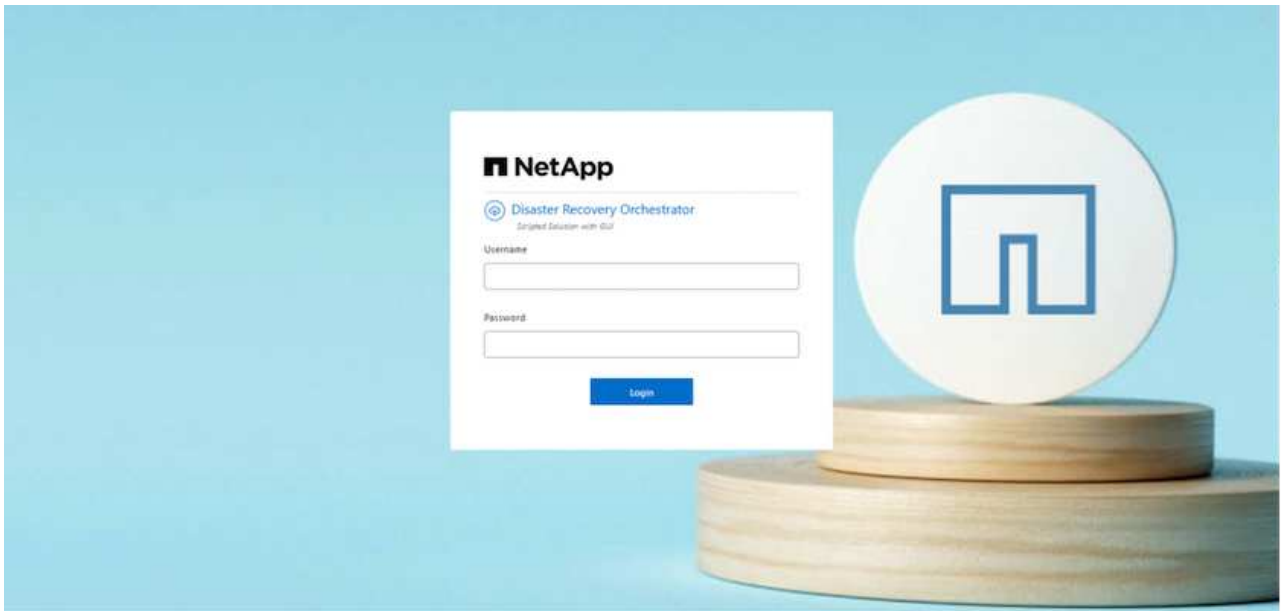 NetApp
Disaster Recovery Orchestrator
Scripted Solution with GUI
Username
Password
Login